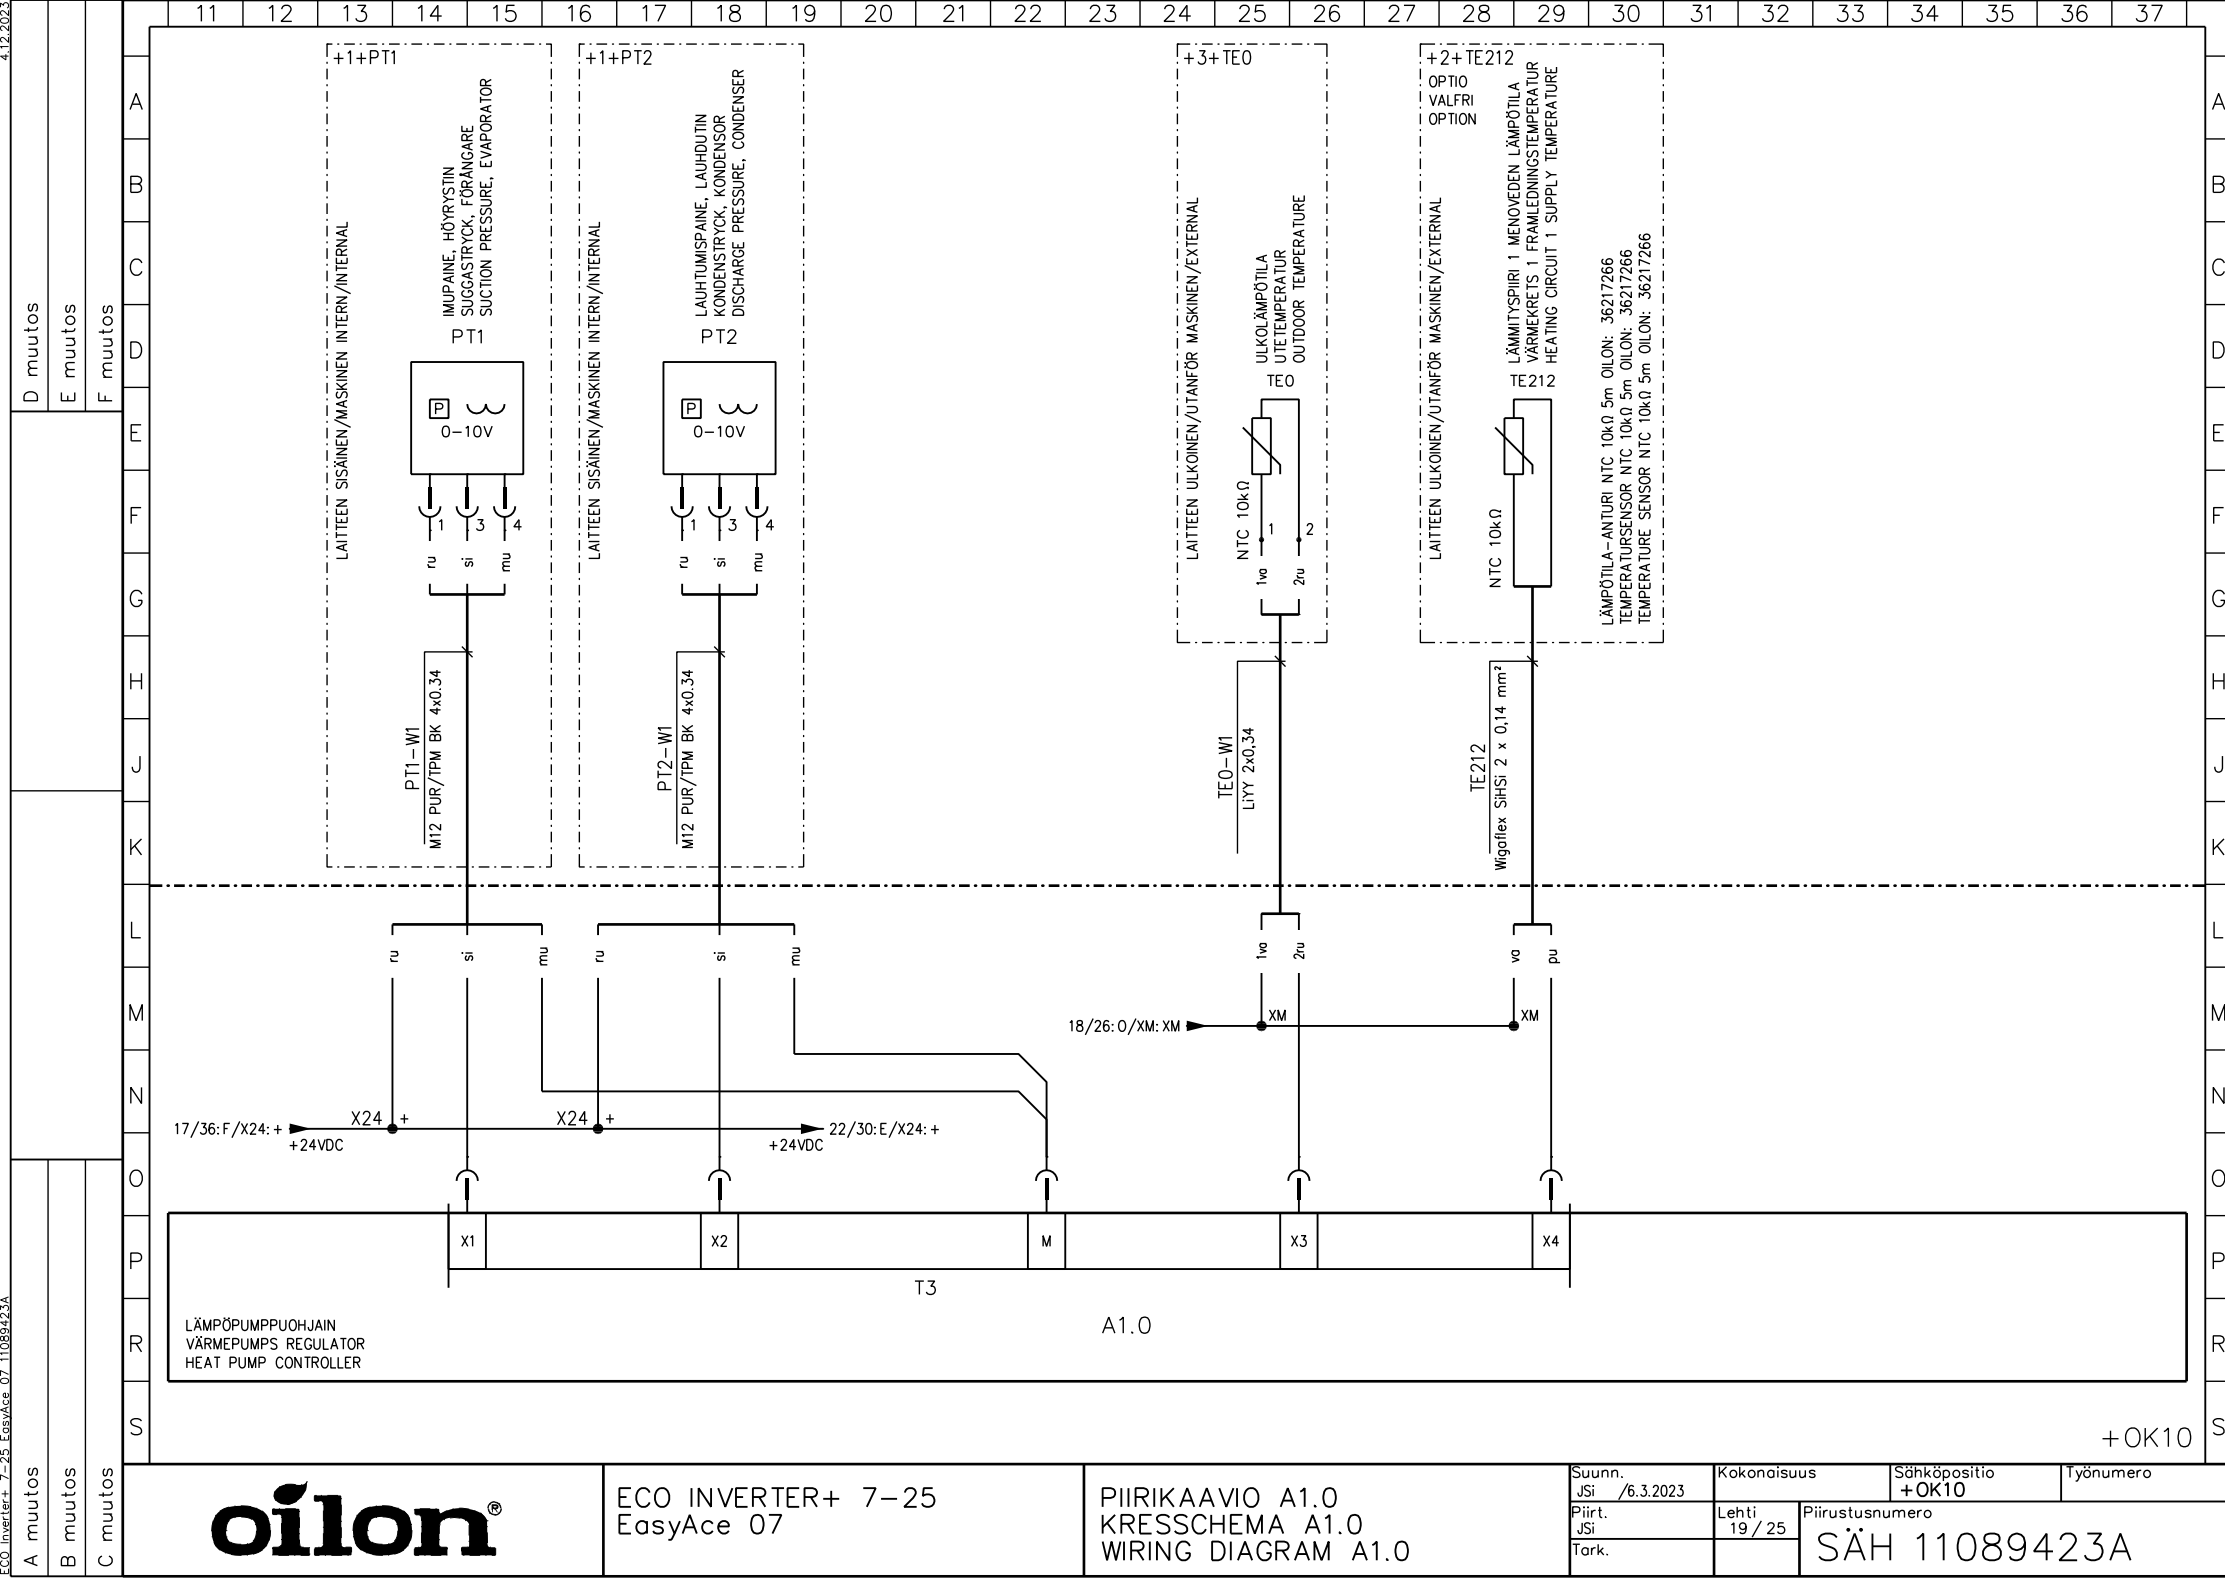 11 12 13 14 15 16 17 18 19 20 21 22 23 24 25 26 27 28 29 30 31 32 33 34 35 36 37
4.12.2023
D muutos
E muutos
F muutos
A muutos
B muutos
C muutos
ECO Inverter+ 7-25 EasyAce 07 11089423A
A
B
C
D
E
F
G
H
J
K
L
M
N
O
P
R
S
+1+PT1
LAITTEEN SISÄINEN/MASKINEN INTERN/INTERNAL
IMUPAINE, HÖYRYSTIN
SUGGASTRYCK, FÖRÅNGARE
SUCTION PRESSURE, EVAPORATOR
PT1
P
0-10V
1 3 4
ru si mu
PT1-W1
M12 PUR/TPM BK 4x0.34
+1+PT2
LAITTEEN SISÄINEN/MASKINEN INTERN/INTERNAL
LAUHTUMISPAINE, LAUHDUTIN
KONDENSTRYCK, KONDENSOR
DISCHARGE PRESSURE, CONDENSER
PT2
P
0-10V
1 3 4
ru si mu
PT2-W1
M12 PUR/TPM BK 4x0.34
+3+TE0
LAITTEEN ULKOINEN/UTANFÖR MASKINEN/EXTERNAL
ULKOLÄMPÖTILA
UTETEMPERATUR
OUTDOOR TEMPERATURE
TE0
NTC 10kΩ
1 2
1va 2ru
TE0-W1
LiYY 2x0,34
+2+TE212
OPTIO
VALFRI
OPTION
LAITTEEN ULKOINEN/UTANFÖR MASKINEN/EXTERNAL
LÄMMITYSPIIRI 1 MENOVEDEN LÄMPÖTILA
VÄRMEKRETS 1 FRAMLEDNINGSTEMPERATUR
HEATING CIRCUIT 1 SUPPLY TEMPERATURE
TE212
NTC 10kΩ
LÄMPÖTILA-ANTURI NTC 10kΩ 5m OILON: 36217266
TEMPERATURSENSOR NTC 10kΩ 5m OILON: 36217266
TEMPERATURE SENSOR NTC 10kΩ 5m OILON: 36217266
TE212
Wigaflex SiHSi 2 x 0,14 mm²
ru si mu ru si mu 1va 2ru va pu
18/26:O/XM:XM XM XM
17/36:F/X24:+ X24 + X24 + 22/30:E/X24:+
+24VDC +24VDC
X1 X2 M X3 X4
T3
A1.0
LÄMPÖPUMPPUOHJAIN
VÄRMEPUMPS REGULATOR
HEAT PUMP CONTROLLER
A
B
C
D
E
F
G
H
J
K
L
M
N
O
P
R
S
+OK10
oilon®
ECO INVERTER+ 7-25
EasyAce 07
PIIRIKAAVIO A1.0
KRESSCHEMA A1.0
WIRING DIAGRAM A1.0
Suunn.
JSi /6.3.2023
Piirt.
JSi
Tark.
Kokonaisuus
Sähköpositio
+OK10
Työnumero
Lehti
19/25
Piirustusnumero
SÄH 11089423A